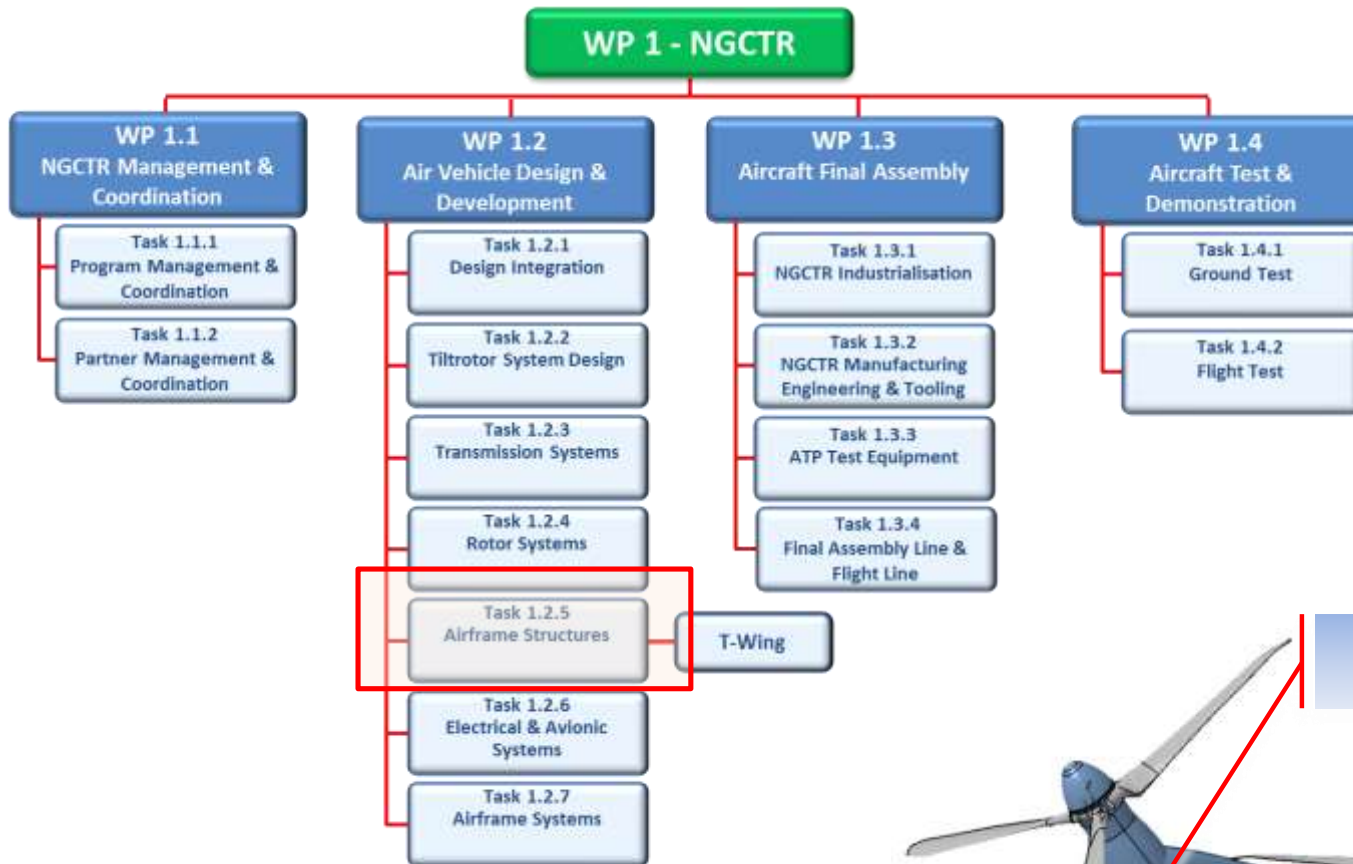 WP 1 - NGCTR
WP 1.1
NGCTR Management &
Coordination
Task 1.1.1
Program Management &
Coordination
Task 1.1.2
Partner Management &
Coordination
WP 1.2
Air Vehicle Design &
Development
Task 1.2.1
Design Integration
Task 1.2.2
Tiltrotor System Design
Task 1.2.3
Transmission Systems
Task 1.2.4
Rotor Systems
Task 1.2.5
Airframe Structures
T-Wing
Task 1.2.6
Electrical & Avionic
Systems
Task 1.2.7
Airframe Systems
WP 1.3
Aircraft Final Assembly
Task 1.3.1
NGCTR Industrialisation
Task 1.3.2
NGCTR Manufacturing
Engineering & Tooling
Task 1.3.3
ATP Test Equipment
Task 1.3.4
Final Assembly Line &
Flight Line
WP 1.4
Aircraft Test &
Demonstration
Task 1.4.1
Ground Test
Task 1.4.2
Flight Test